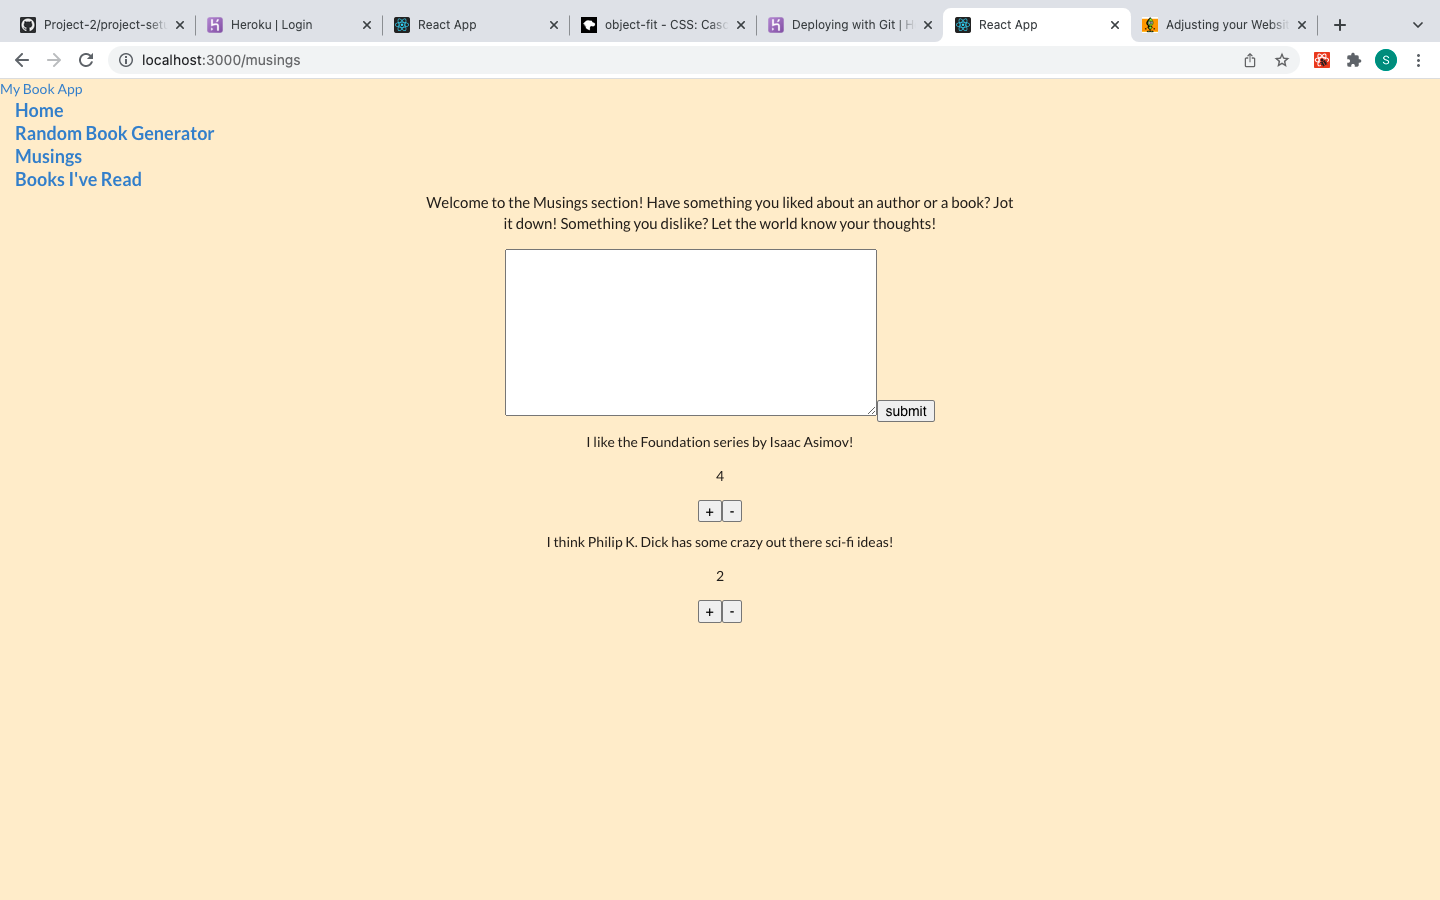 Project-2/project-setu
Heroku | Login
React App
object-fit - CSS: Casc
Deploying with Git | H
React App
Adjusting your Websit
localhost:3000/musings
S
My Book App
Home
Random Book Generator
Musings
Books I've Read
Welcome to the Musings section! Have something you liked about an author or a book? Jot
it down! Something you dislike? Let the world know your thoughts!
submit
I like the Foundation series by Isaac Asimov!
4
+ -
I think Philip K. Dick has some crazy out there sci-fi ideas!
2
+ -